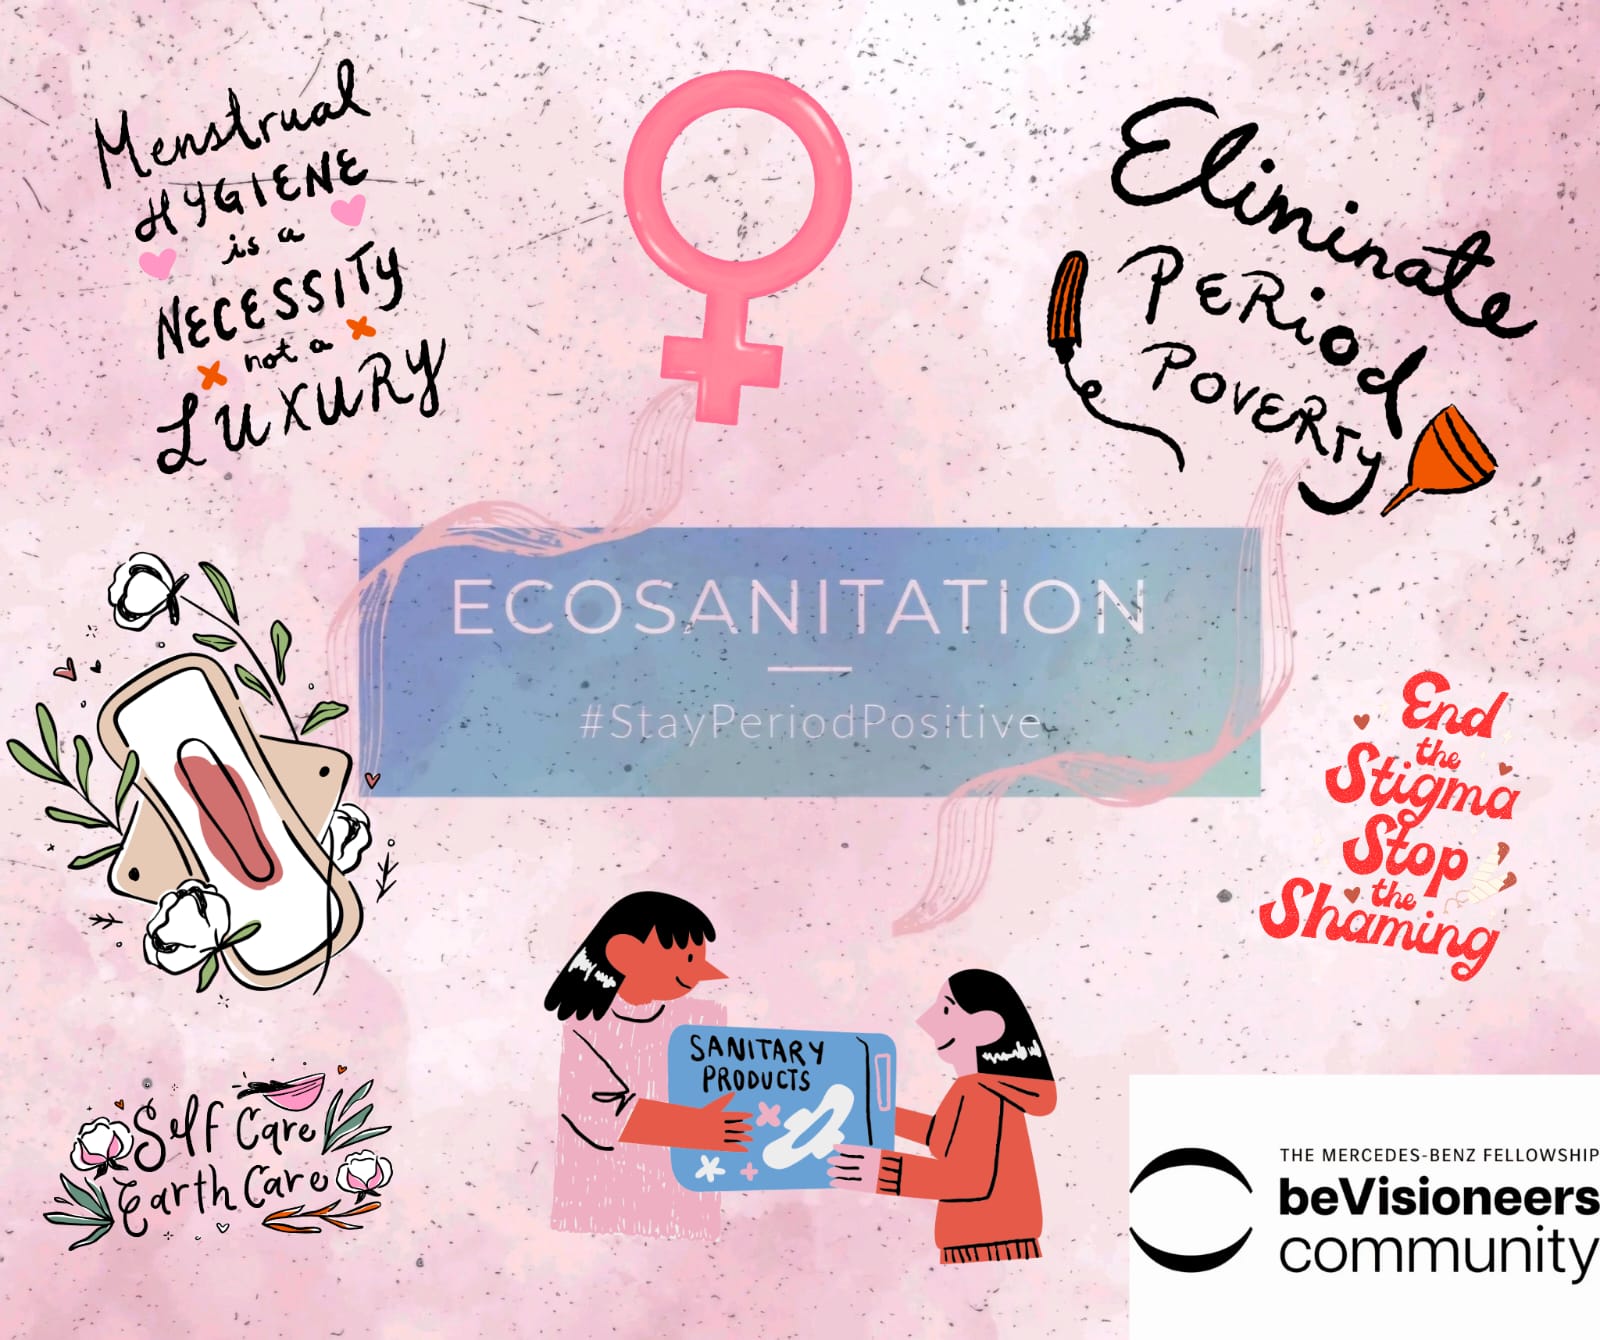 Menstrual
HYGIENE
is a
NECESSITY
not a
LUXURY
Eliminate
PERiod
POVERTY
ECOSANITATION
#StayPeriodPositive
End
the
Stigma
Stop
the
Shaming
SANITARY
PRODUCTS
Self Care
Earth Care
THE MERCEDES-BENZ FELLOWSHIP
beVisioneers
community